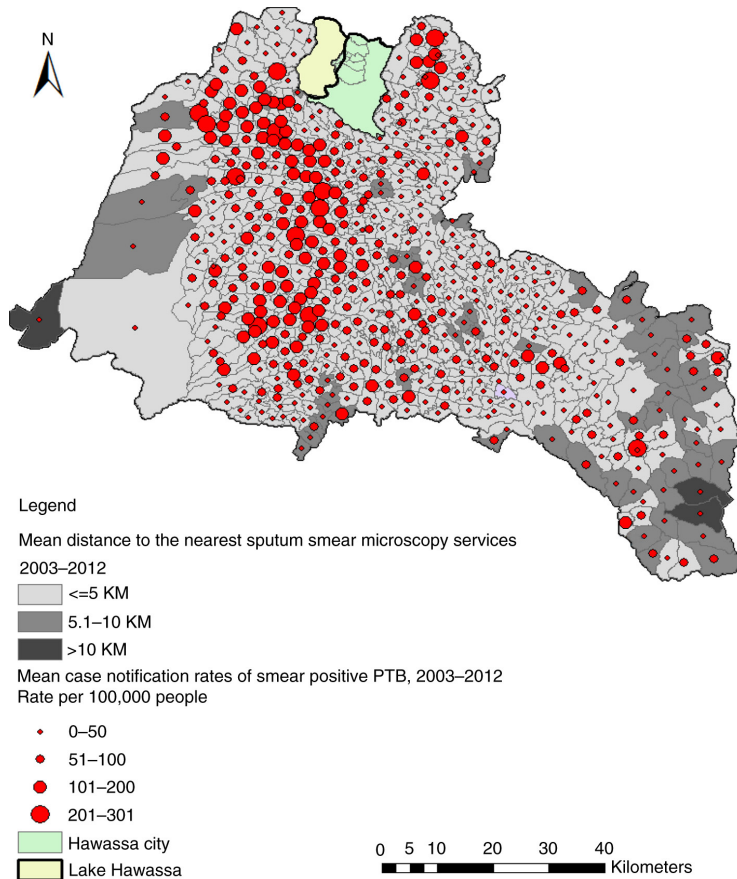 N
Legend
Mean distance to the nearest sputum smear microscopy services
2003–2012
<=5 KM
5.1–10 KM
>10 KM
Mean case notification rates of smear positive PTB, 2003–2012
Rate per 100,000 people
0–50
51–100
101–200
201–301
Hawassa city
Lake Hawassa
0 5 10 20 30 40
Kilometers